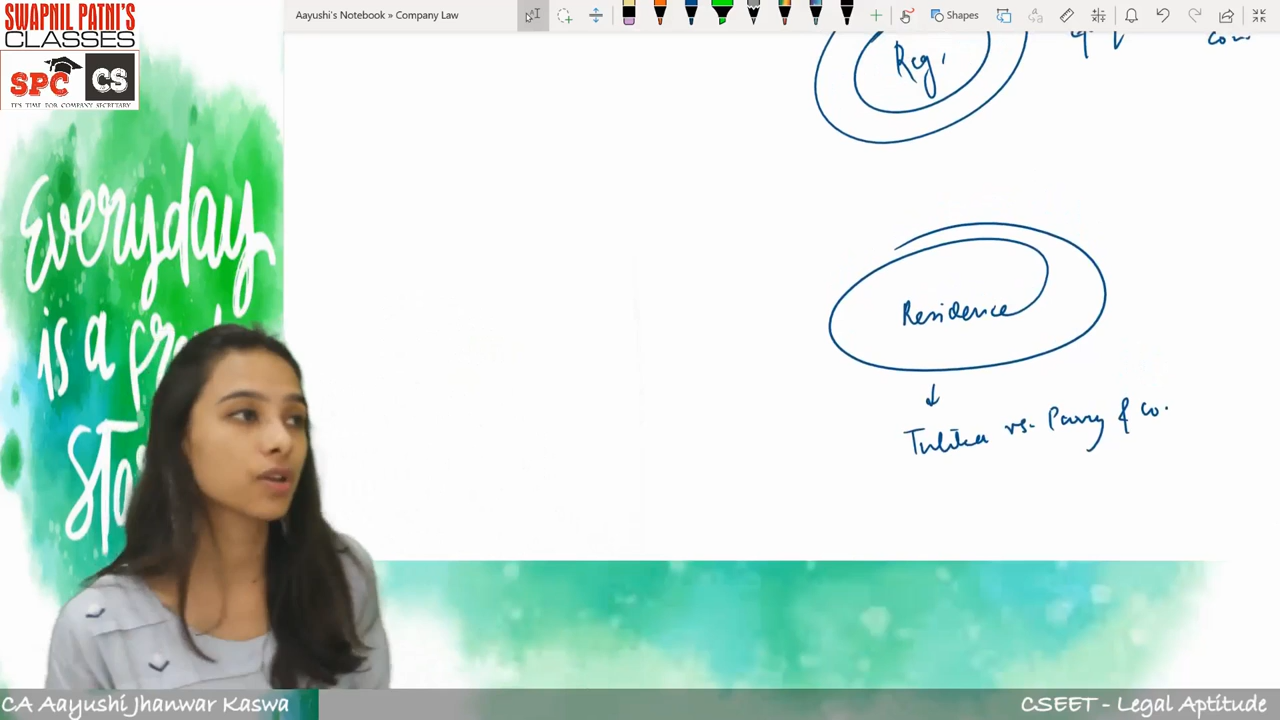 SWAPNIL PATNI'S
CLASSES
SPC CS
IT'S TIME FOR COMPANY SECRETARY
Aayushi's Notebook » Company Law
Shapes
Reg,
Everyday
is a
Residence
↓
vs. Parry & co.
CA Aayushi Jhanwar Kaswa
CSEET - Legal Aptitude